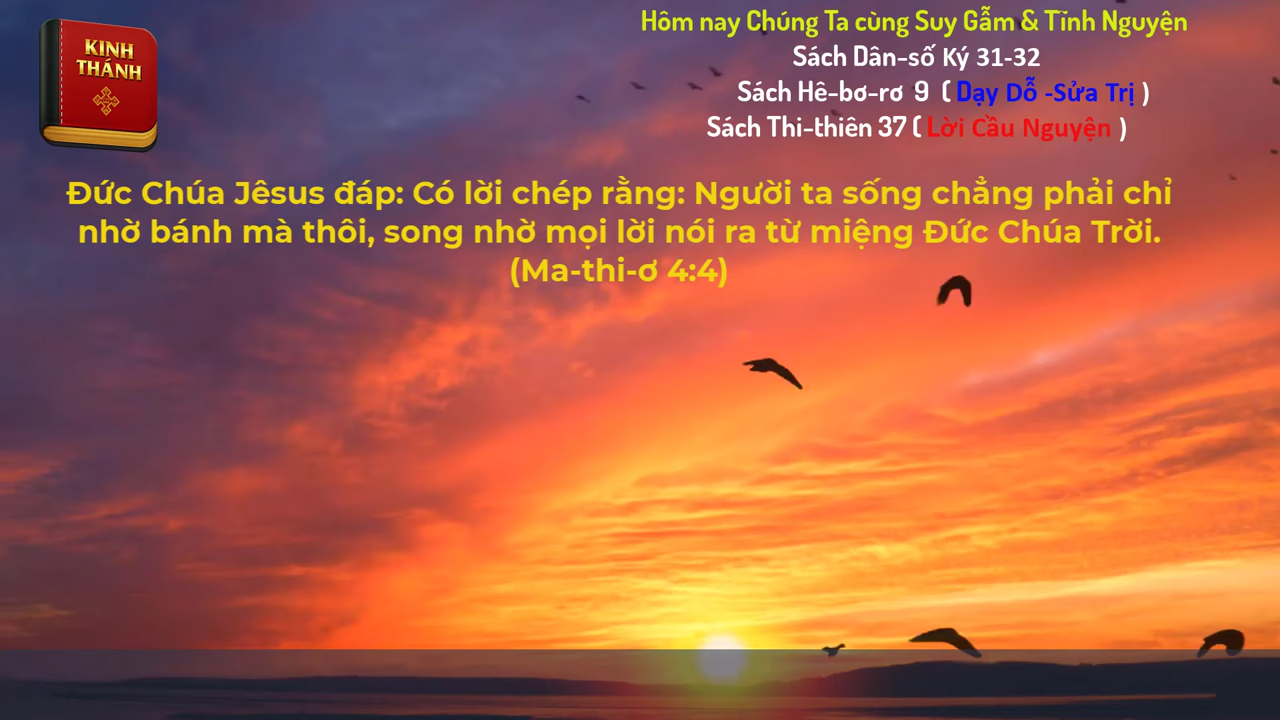 KINH
THÁNH
Hôm nay Chúng Ta cùng Suy Gẫm & Tĩnh Nguyện
Sách Dân-số Ký 31-32
Sách Hê-bơ-rơ 9 ( Dạy Dỗ -Sửa Trị )
Sách Thi-thiên 37 ( Lời Cầu Nguyện )
Đức Chúa Jêsus đáp: Có lời chép rằng: Người ta sống chẳng phải chỉ
nhờ bánh mà thôi, song nhờ mọi lời nói ra từ miệng Đức Chúa Trời.
(Ma-thi-ơ 4:4)